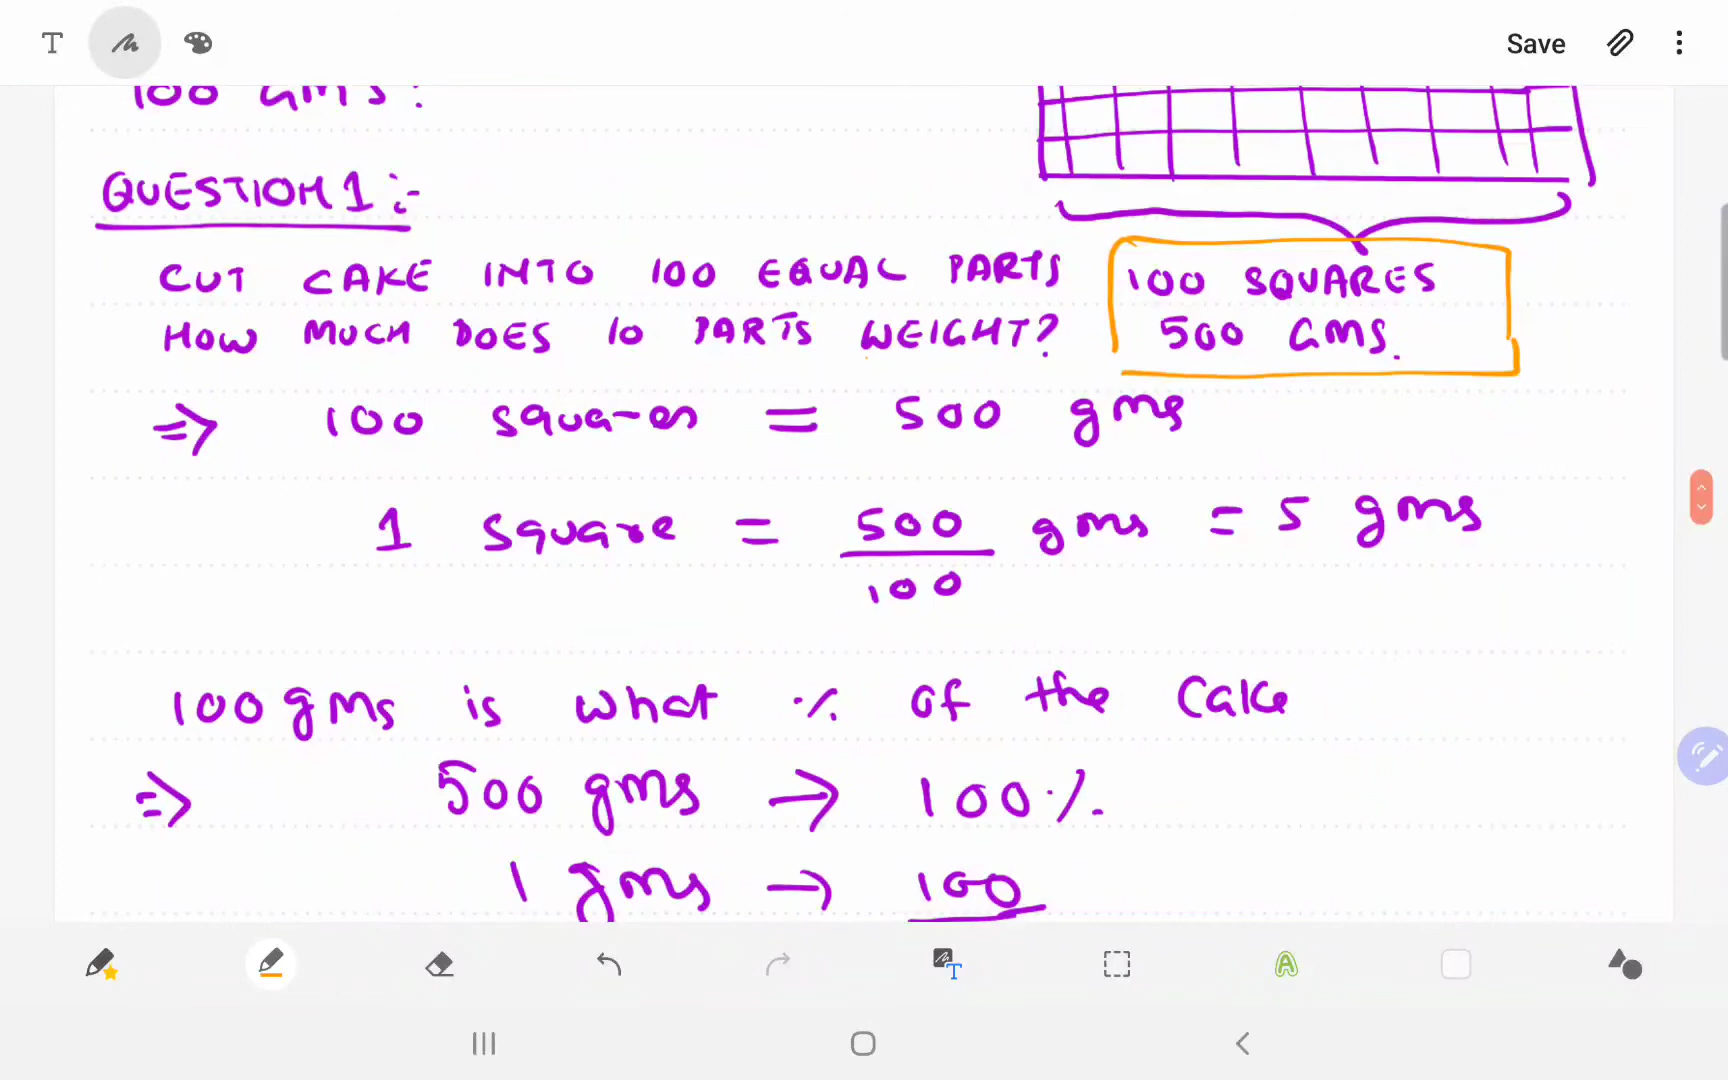 T
Save
100 GMS?
QUESTION 1 :-
CUT CAKE INTO 100 EQUAL PARTS
HOW MUCH DOES 10 PARTS WEIGHT?
100 SQUARES
500 GMS.
⇒ 100 squares = 500 gms
1 square = 500/100 gms = 5 gms
100 gms is what % of the cake
⇒ 500 gms → 100 %.
1 gms → 100